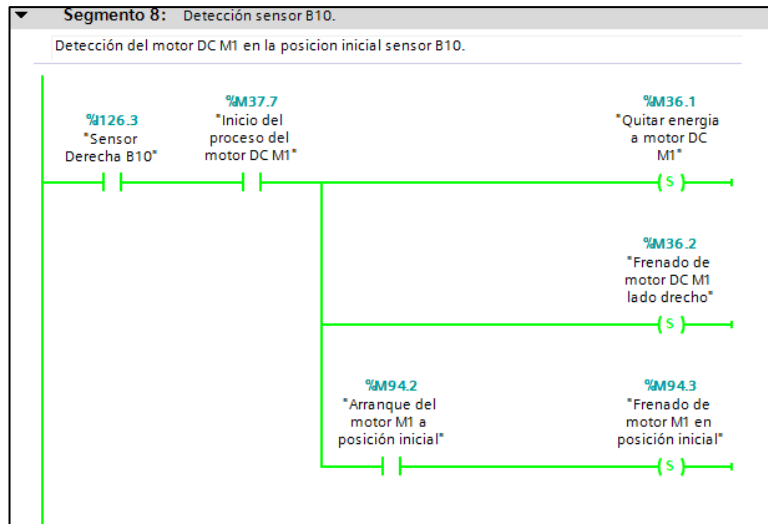 Segmento 8: Detección sensor B10.
Detección del motor DC M1 en la posicion inicial sensor B10.
%I126.3
"Sensor
Derecha B10"
%M37.7
"Inicio del
proceso del
motor DC M1"
%M36.1
"Quitar energia
a motor DC
M1"
S
%M36.2
"Frenado de
motor DC M1
lado drecho"
S
%M94.2
"Arranque del
motor M1 a
posición inicial"
%M94.3
"Frenado de
motor M1 en
posición inicial"
S